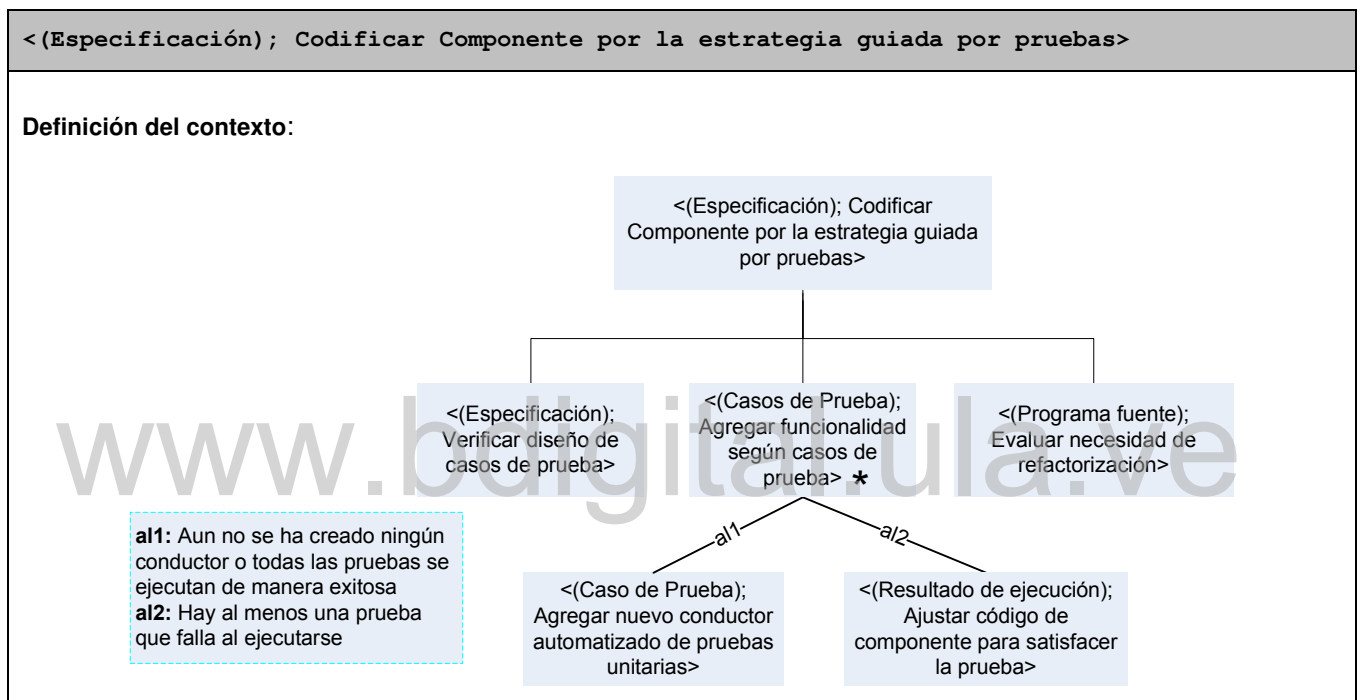 <(Especificación); Codificar Componente por la estrategia guiada por pruebas>
Definición del contexto:
<(Especificación); Codificar
Componente por la estrategia guiada
por pruebas>
<(Especificación);
Verificar diseño de
casos de prueba>
<(Casos de Prueba);
Agregar funcionalidad
según casos de
prueba> *
<(Programa fuente);
Evaluar necesidad de
refactorización>
www.bdigital.ula.ve
al1: Aun no se ha creado ningún
conductor o todas las pruebas se
ejecutan de manera exitosa
al2: Hay al menos una prueba
que falla al ejecutarse
al1
al2
<(Caso de Prueba);
Agregar nuevo conductor
automatizado de pruebas
unitarias>
<(Resultado de ejecución);
Ajustar código de
componente para satisfacer
la prueba>